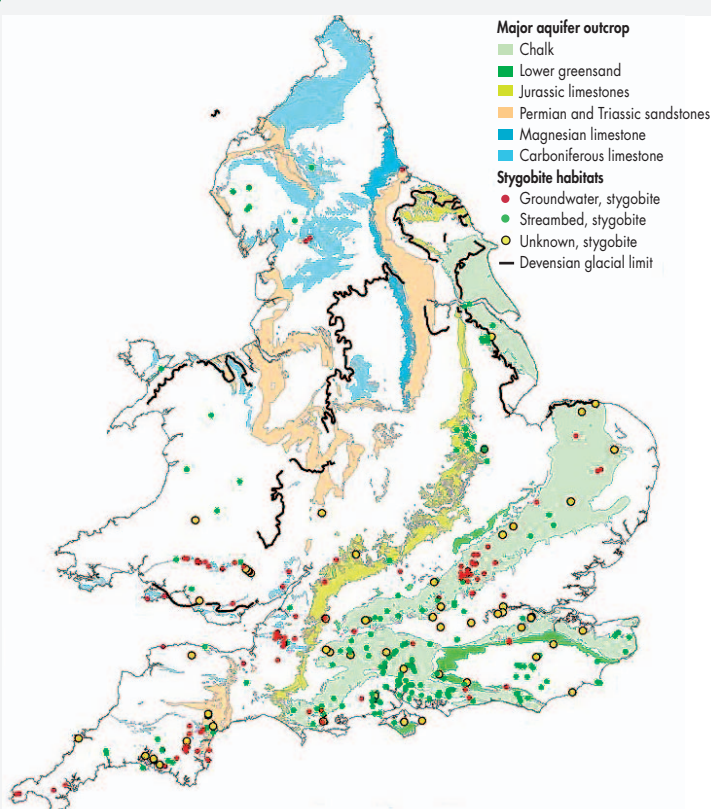 Major aquifer outcrop
Chalk
Lower greensand
Jurassic limestones
Permian and Triassic sandstones
Magnesian limestone
Carboniferous limestone
Stygobite habitats
Groundwater, stygobite
Streambed, stygobite
Unknown, stygobite
Devensian glacial limit